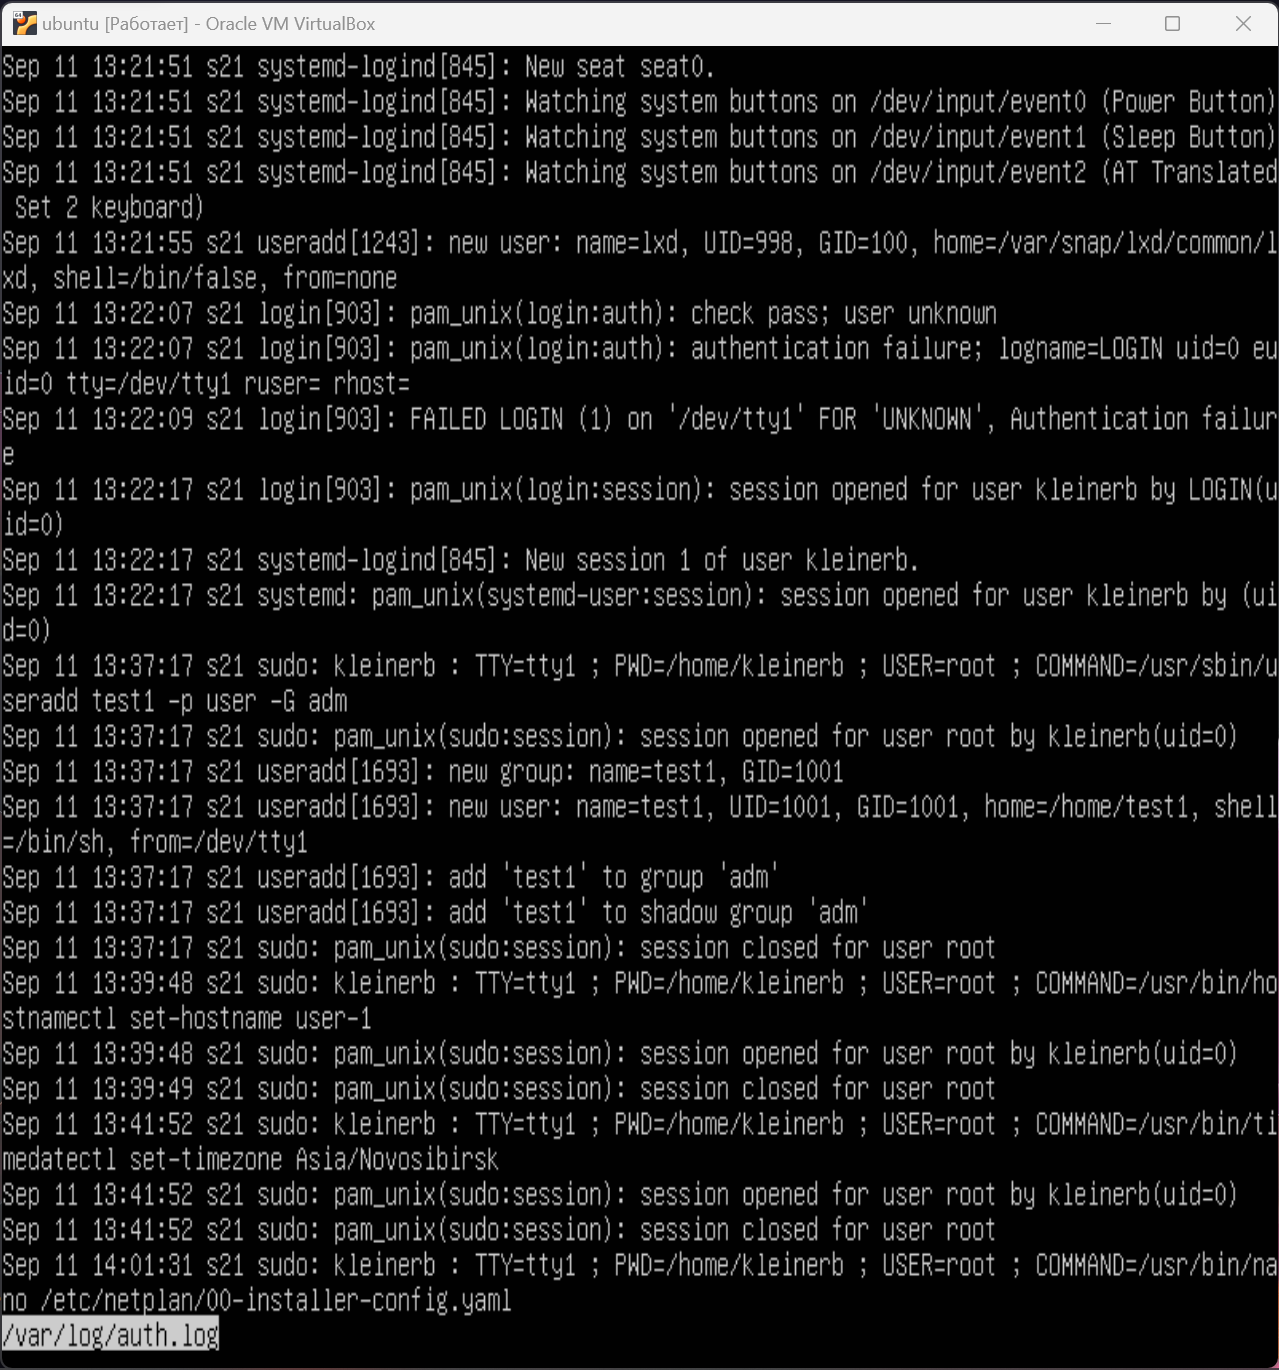 ubuntu [Работает] - Oracle VM VirtualBox
Sep 11 13:21:51 s21 systemd-logind[845]: New seat seat0.
Sep 11 13:21:51 s21 systemd-logind[845]: Watching system buttons on /dev/input/event0 (Power Button)
Sep 11 13:21:51 s21 systemd-logind[845]: Watching system buttons on /dev/input/event1 (Sleep Button)
Sep 11 13:21:51 s21 systemd-logind[845]: Watching system buttons on /dev/input/event2 (AT Translated
 Set 2 keyboard)
Sep 11 13:21:55 s21 useradd[1243]: new user: name=lxd, UID=998, GID=100, home=/var/snap/lxd/common/l
xd, shell=/bin/false, from=none
Sep 11 13:22:07 s21 login[903]: pam_unix(login:auth): check pass; user unknown
Sep 11 13:22:07 s21 login[903]: pam_unix(login:auth): authentication failure; logname=LOGIN uid=0 eu
id=0 tty=/dev/tty1 ruser= rhost=
Sep 11 13:22:09 s21 login[903]: FAILED LOGIN (1) on '/dev/tty1' FOR 'UNKNOWN', Authentication failur
e
Sep 11 13:22:17 s21 login[903]: pam_unix(login:session): session opened for user kleinerb by LOGIN(u
id=0)
Sep 11 13:22:17 s21 systemd-logind[845]: New session 1 of user kleinerb.
Sep 11 13:22:17 s21 systemd: pam_unix(systemd-user:session): session opened for user kleinerb by (ui
d=0)
Sep 11 13:37:17 s21 sudo: kleinerb : TTY=tty1 ; PWD=/home/kleinerb ; USER=root ; COMMAND=/usr/sbin/u
seradd test1 -p user -G adm
Sep 11 13:37:17 s21 sudo: pam_unix(sudo:session): session opened for user root by kleinerb(uid=0)
Sep 11 13:37:17 s21 useradd[1693]: new group: name=test1, GID=1001
Sep 11 13:37:17 s21 useradd[1693]: new user: name=test1, UID=1001, GID=1001, home=/home/test1, shell
=/bin/sh, from=/dev/tty1
Sep 11 13:37:17 s21 useradd[1693]: add 'test1' to group 'adm'
Sep 11 13:37:17 s21 useradd[1693]: add 'test1' to shadow group 'adm'
Sep 11 13:37:17 s21 sudo: pam_unix(sudo:session): session closed for user root
Sep 11 13:39:48 s21 sudo: kleinerb : TTY=tty1 ; PWD=/home/kleinerb ; USER=root ; COMMAND=/usr/bin/ho
stnamectl set-hostname user-1
Sep 11 13:39:48 s21 sudo: pam_unix(sudo:session): session opened for user root by kleinerb(uid=0)
Sep 11 13:39:49 s21 sudo: pam_unix(sudo:session): session closed for user root
Sep 11 13:41:52 s21 sudo: kleinerb : TTY=tty1 ; PWD=/home/kleinerb ; USER=root ; COMMAND=/usr/bin/ti
medatectl set-timezone Asia/Novosibirsk
Sep 11 13:41:52 s21 sudo: pam_unix(sudo:session): session opened for user root by kleinerb(uid=0)
Sep 11 13:41:52 s21 sudo: pam_unix(sudo:session): session closed for user root
Sep 11 14:01:31 s21 sudo: kleinerb : TTY=tty1 ; PWD=/home/kleinerb ; USER=root ; COMMAND=/usr/bin/na
no /etc/netplan/00-installer-config.yaml
/var/log/auth.log